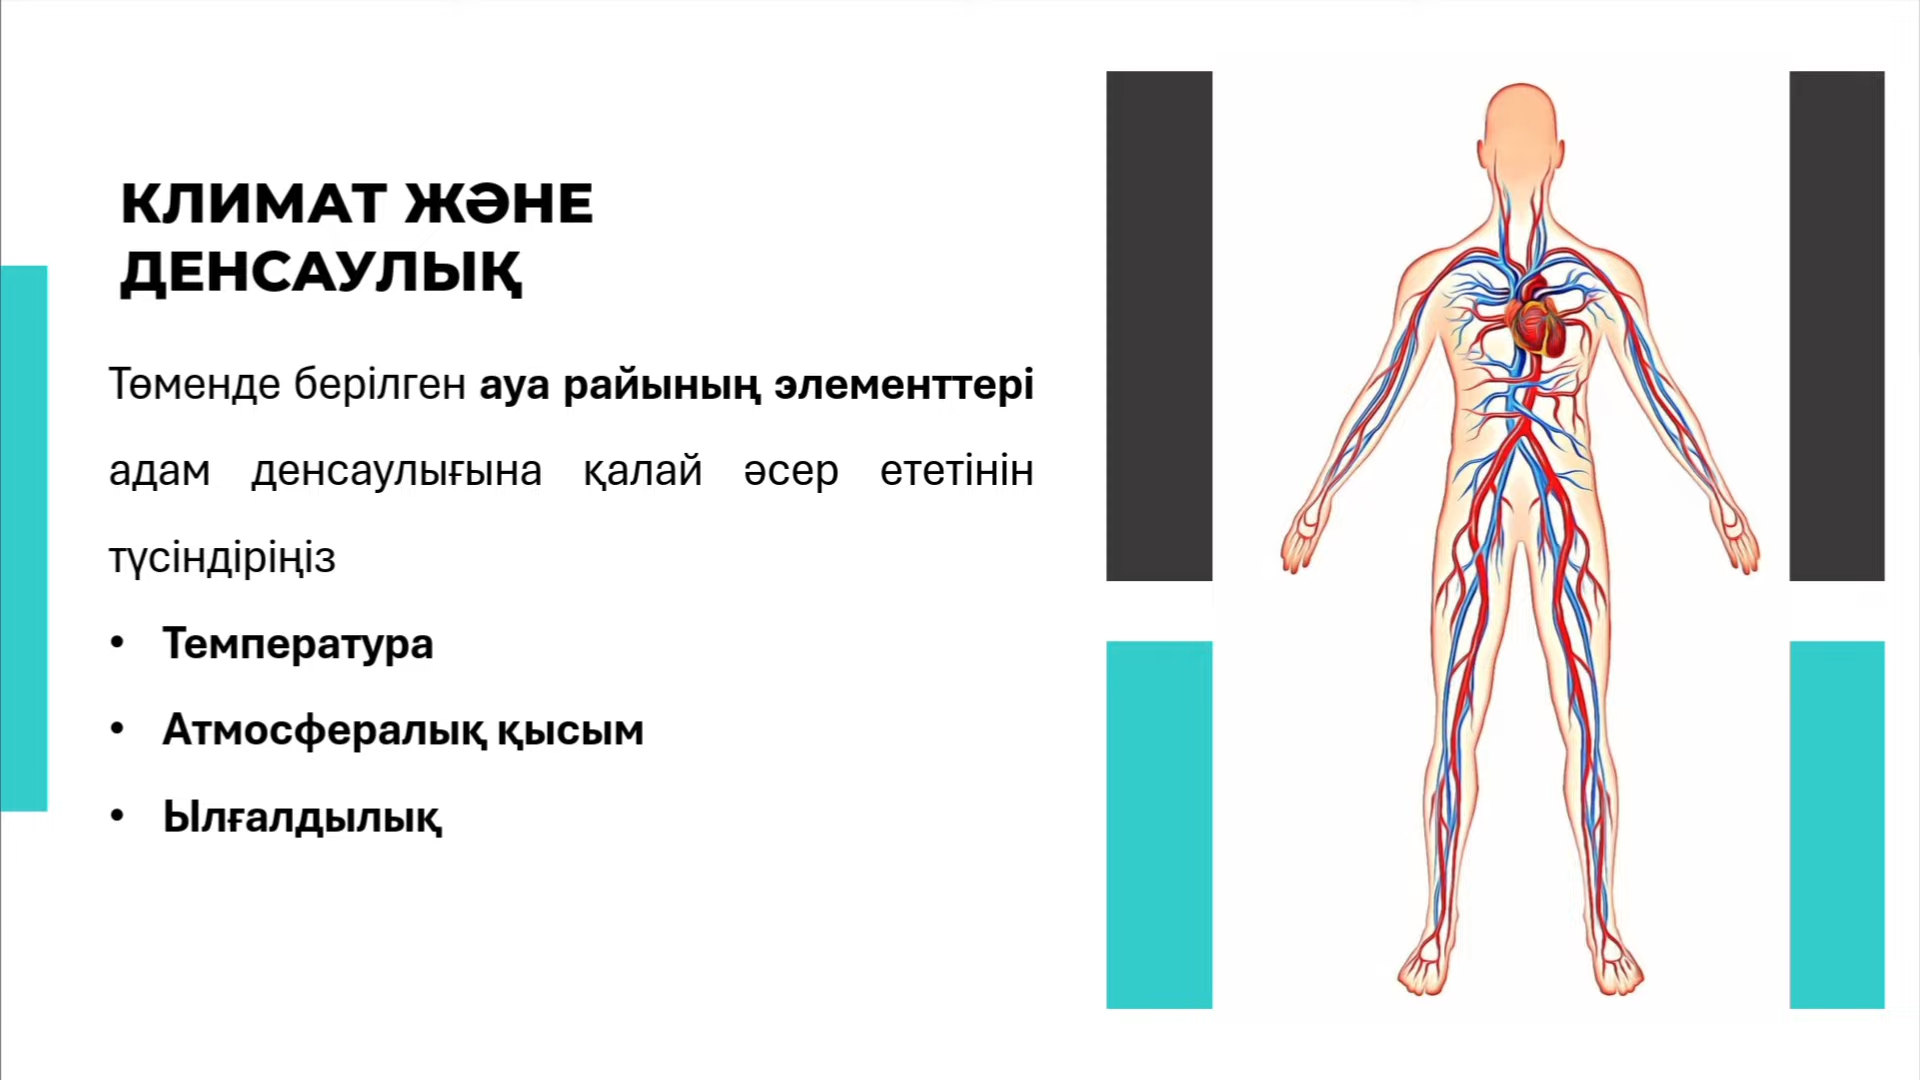 КЛИМАТ ЖӘНЕ
ДЕНСАУЛЫҚ
Төменде берілген ауа райының элементтері
адам денсаулығына қалай әсер ететінін
түсіндіріңіз
• Температура
• Атмосфералық қысым
• Ылғалдылық